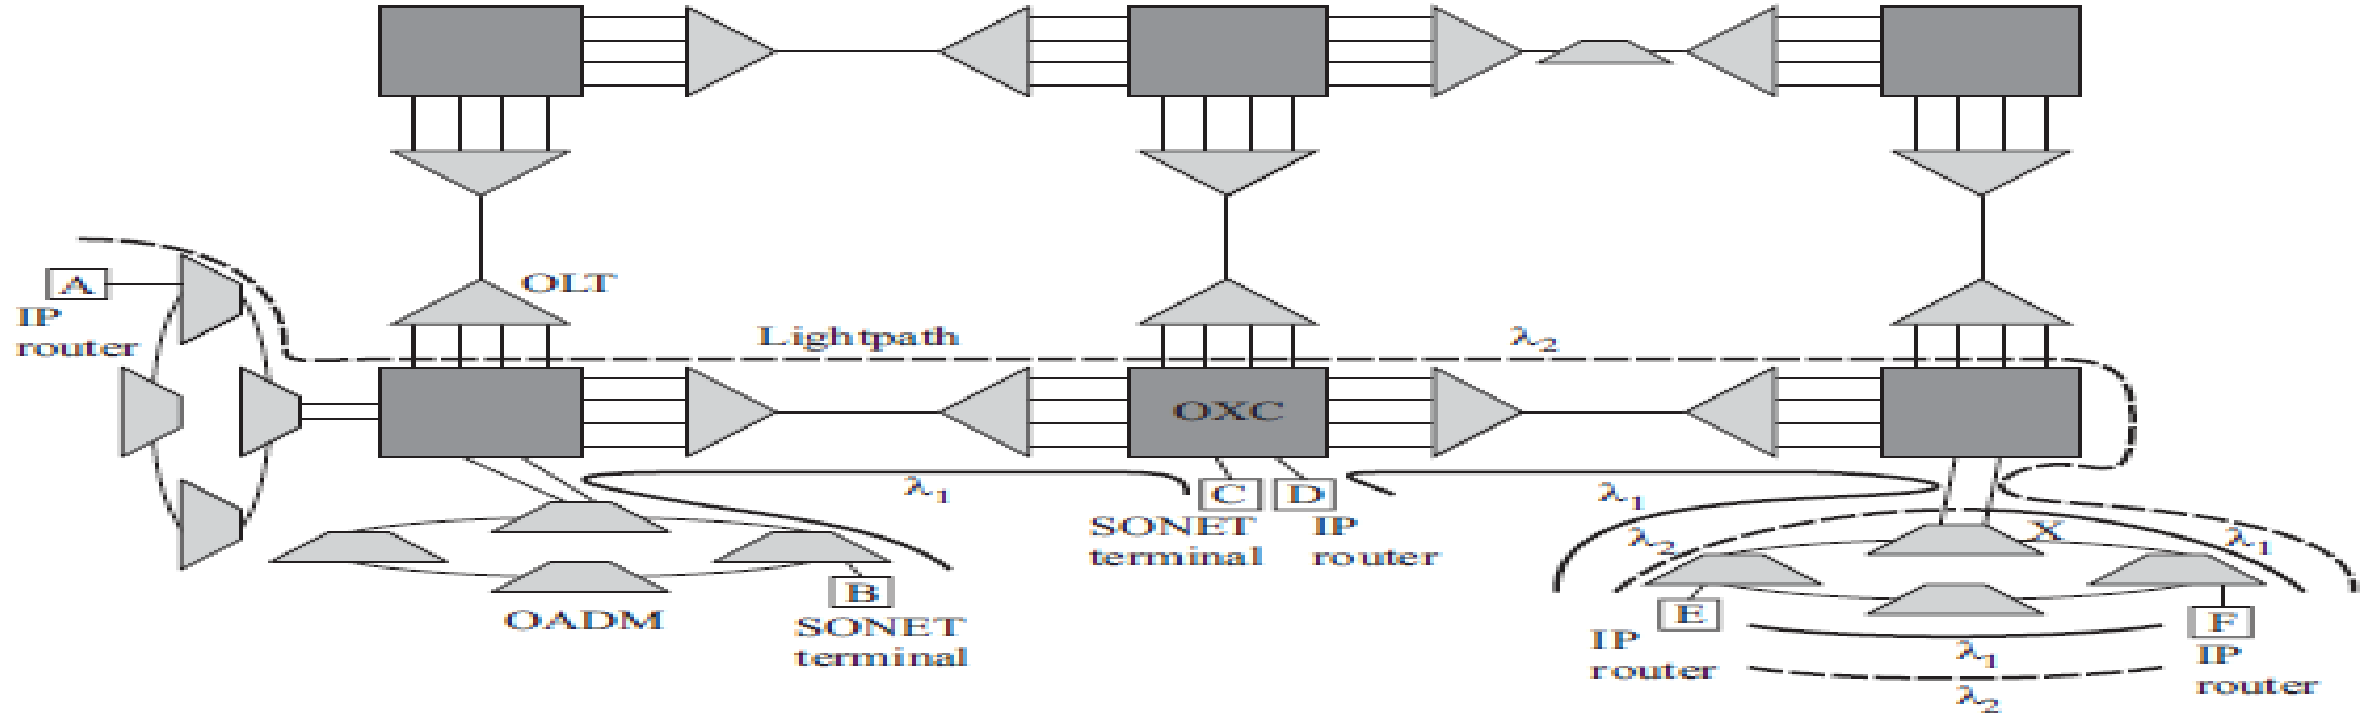 OLT
A
IP
router
Lightpath
λ2
OXC
λ1
C
D
SONET
terminal
IP
router
λ1
λ2
X
λ1
B
OADM
SONET
terminal
E
IP
router
F
IP
router
λ1
λ2